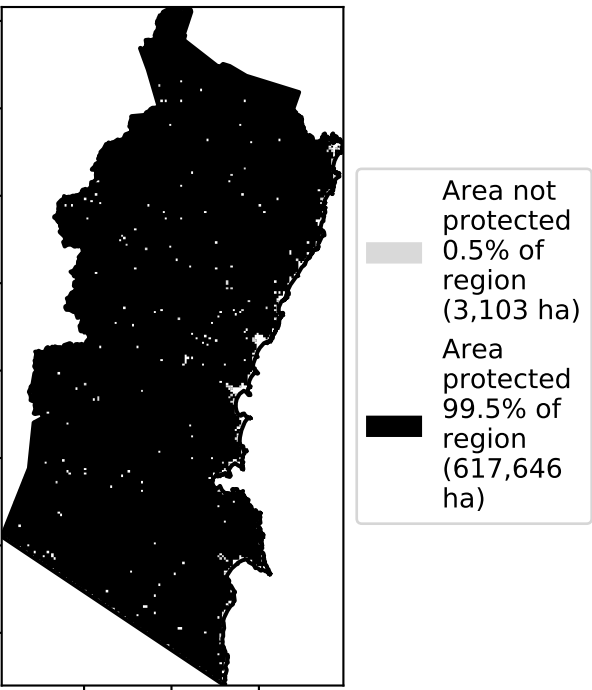 Area not
protected
0.5% of
region
(3,103 ha)
Area
protected
99.5% of
region
(617,646
ha)